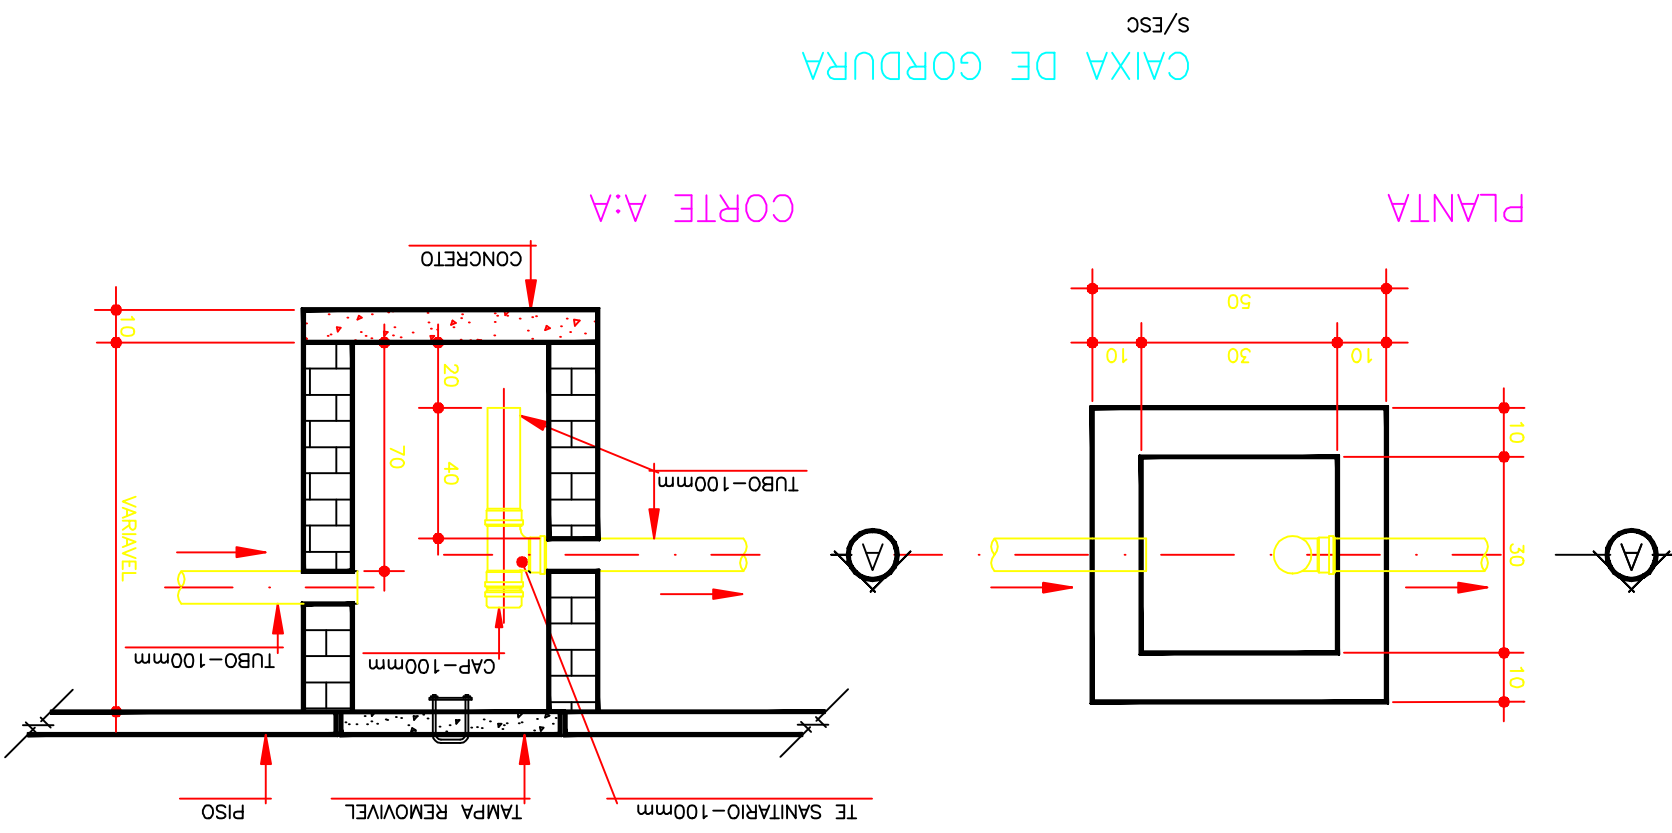 TE SANITARIO-100mm
TAMPA REMOVIVEL
PISO
10
CAP-100mm
TUBO-100mm
A
30
A
VARIAVEL
TUBO-100mm
40
70
10
20
10
30
10
10
50
CONCRETO
PLANTA
CORTE A:A
CAIXA DE GORDURA
S/ESC